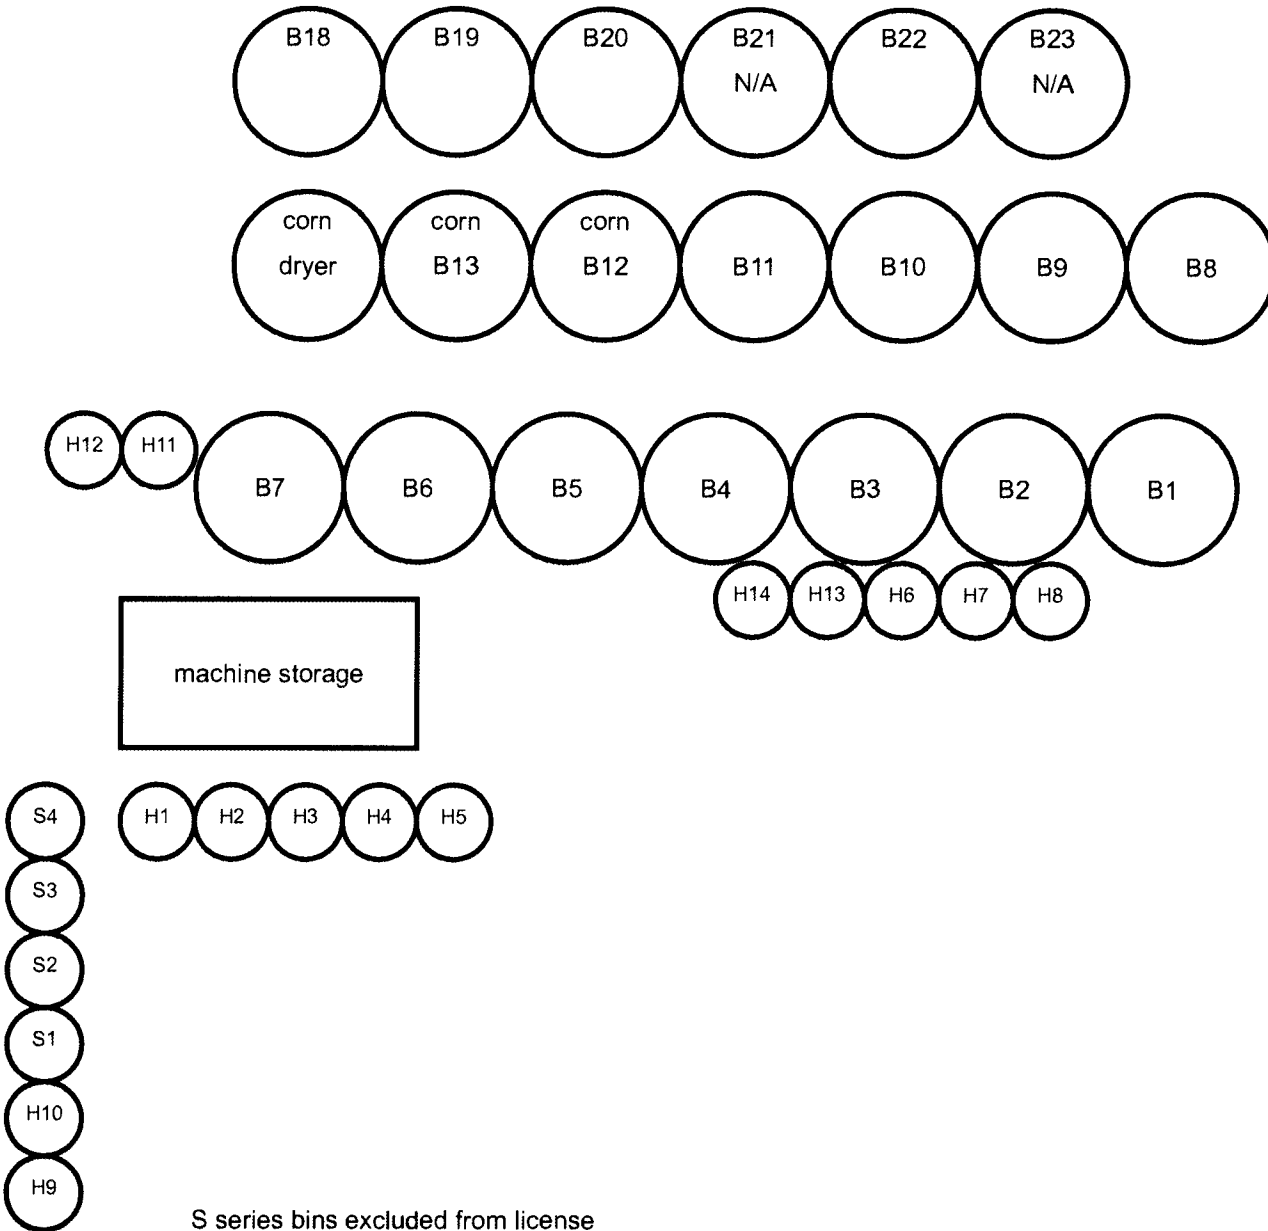 B18 B19 B20 B21 B22 B23
N/A N/A
corn corn corn
dryer B13 B12 B11 B10 B9 B8
H12 H11
B7 B6 B5 B4 B3 B2 B1
H14 H13 H6 H7 H8
machine storage
S4 H1 H2 H3 H4 H5
S3
S2
S1
H10
H9
S series bins excluded from license